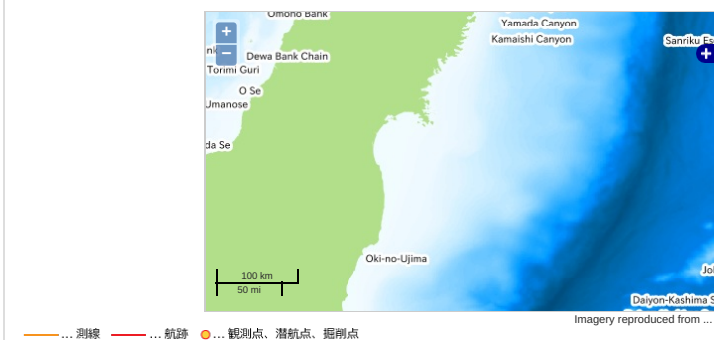 Omono Bank
Yamada Canyon
Kamaishi Canyon
Sanriku Es
+
−
nk
Dewa Bank Chain
Torimi Guri
O Se
Umanose
da Se
Oki-no-Ujima
100 km
50 mi
Jo
Daiyon-Kashima S
Imagery reproduced from ...
... 測線 ... 航跡 ... 観測点、潜航点、掘削点